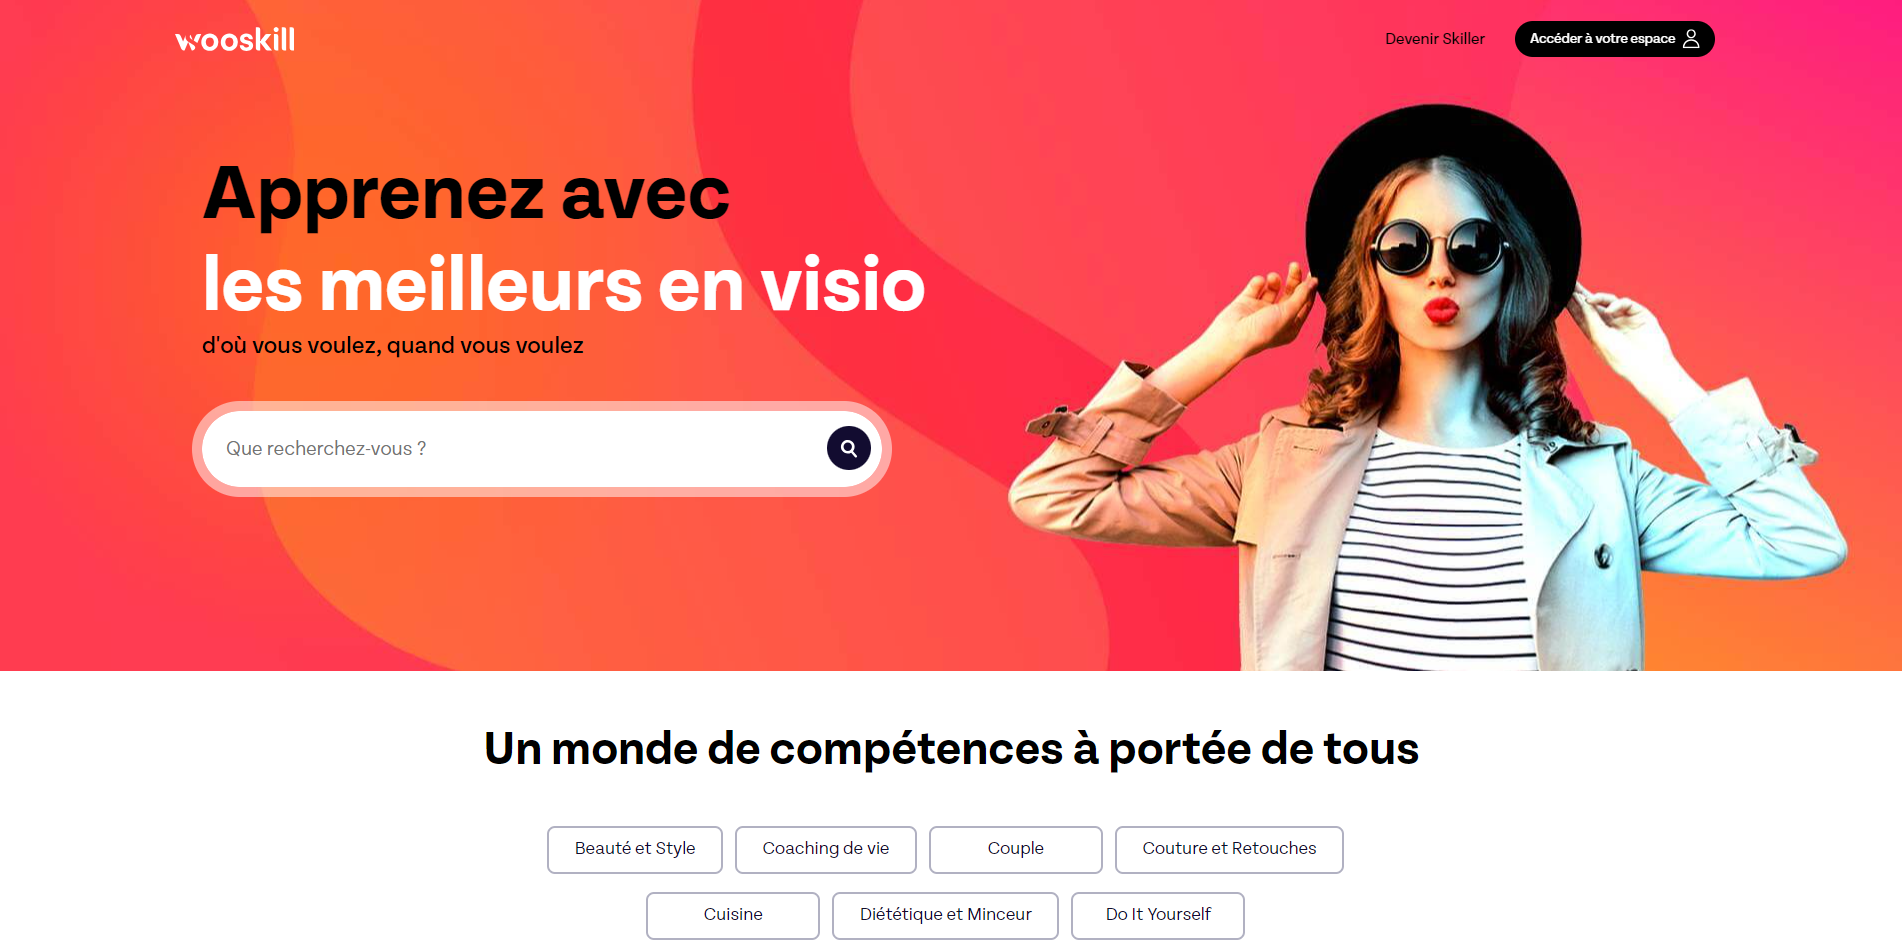 wooskill
Devenir Skiller
Accéder à votre espace
Apprenez avec
les meilleurs en visio
d'où vous voulez, quand vous voulez
Que recherchez-vous ?
Un monde de compétences à portée de tous
Beauté et Style
Coaching de vie
Couple
Couture et Retouches
Cuisine
Diététique et Minceur
Do It Yourself